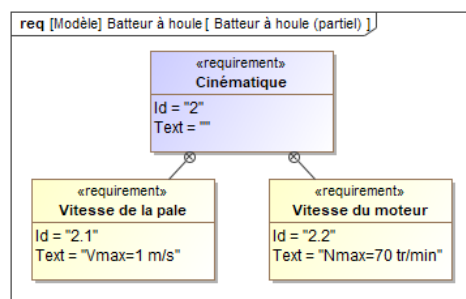 req [Modèle] Batteur à houle [ Batteur à houle (partiel) ]
«requirement»
Cinématique
Id = "2"
Text = ""
«requirement»
Vitesse de la pale
Id = "2.1"
Text = "Vmax=1 m/s"
«requirement»
Vitesse du moteur
Id = "2.2"
Text = "Nmax=70 tr/min"